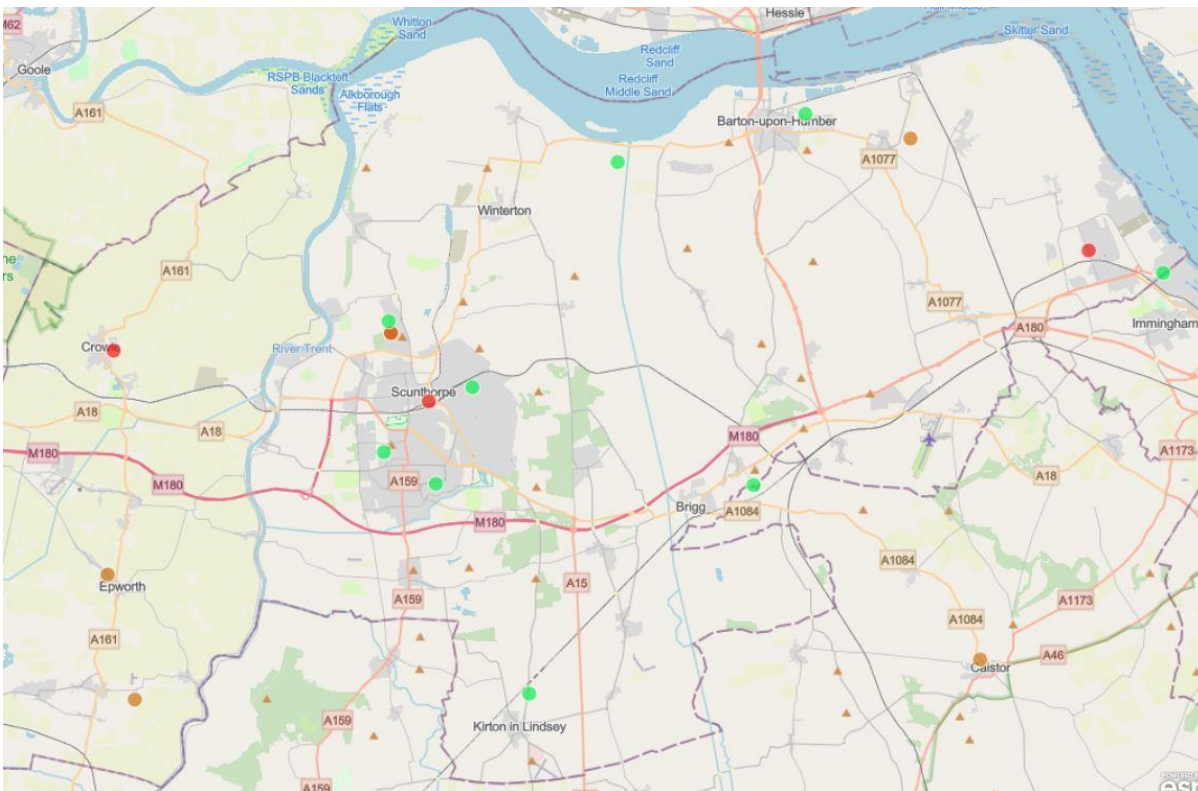 M62
Goole
A161
Whitton
Sand
RSPB Blacktoft
Sands
Alkborough
Flats
Redcliff
Sand
Redcliff
Middle Sand
Hessle
Skitter Sand
Barton-upon-Humber
A1077
Winterton
A161
A1077
A180
Immingham
Crowle
River Trent
Scunthorpe
A18
A18
M180
M180
A159
M180
M180
Brigg
A1084
A18
A1173
A1084
Epworth
A159
A15
A1173
A161
A1084
A46
Caistor
A159
Kirton in Lindsey
A159